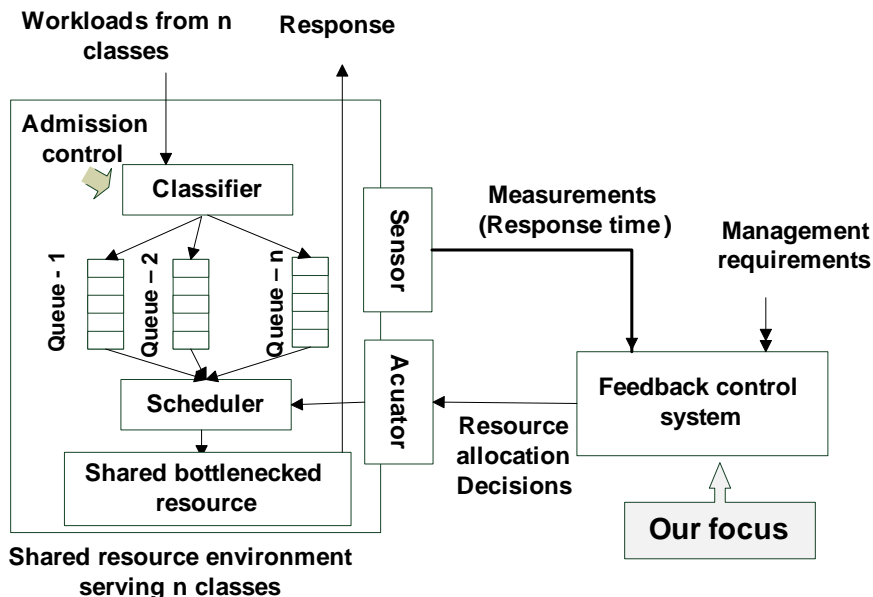 Workloads from n
classes
Response
Admission
control
Classifier
Queue - 1
Queue – 2
Queue – n
Scheduler
Shared bottlenecked
resource
Shared resource environment
serving n classes
Sensor
Acuator
Measurements
(Response time)
Management
requirements
Feedback control
system
Resource
allocation
Decisions
Our focus